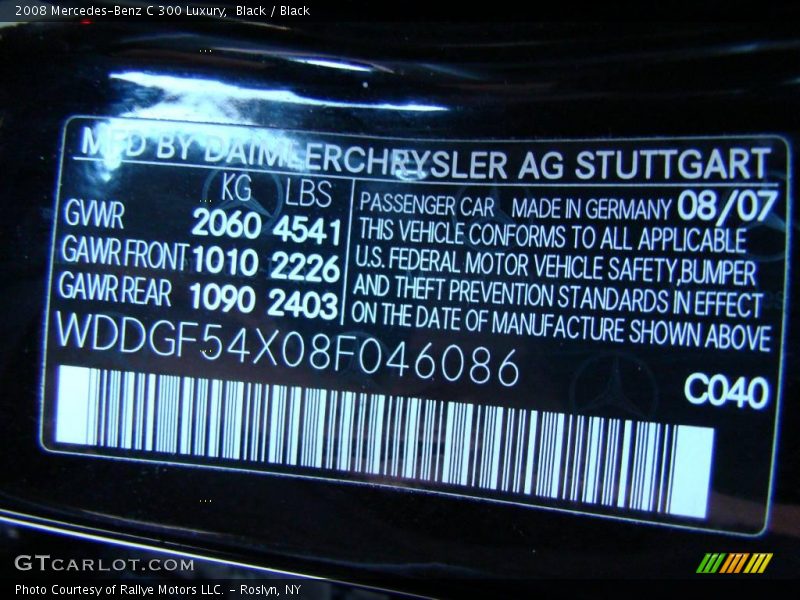 2008 Mercedes-Benz C 300 Luxury,  Black / Black
MFD BY DAIMLERCHRYSLER AG STUTTGART
KG LBS
GVWR 2060 4541
GAWR FRONT 1010 2226
GAWR REAR 1090 2403
PASSENGER CAR MADE IN GERMANY 08/07
THIS VEHICLE CONFORMS TO ALL APPLICABLE
U.S. FEDERAL MOTOR VEHICLE SAFETY,BUMPER
AND THEFT PREVENTION STANDARDS IN EFFECT
ON THE DATE OF MANUFACTURE SHOWN ABOVE
WDDGF54X08F046086
C040
GTCARLOT.COM
Photo Courtesy of Rallye Motors LLC. - Roslyn, NY